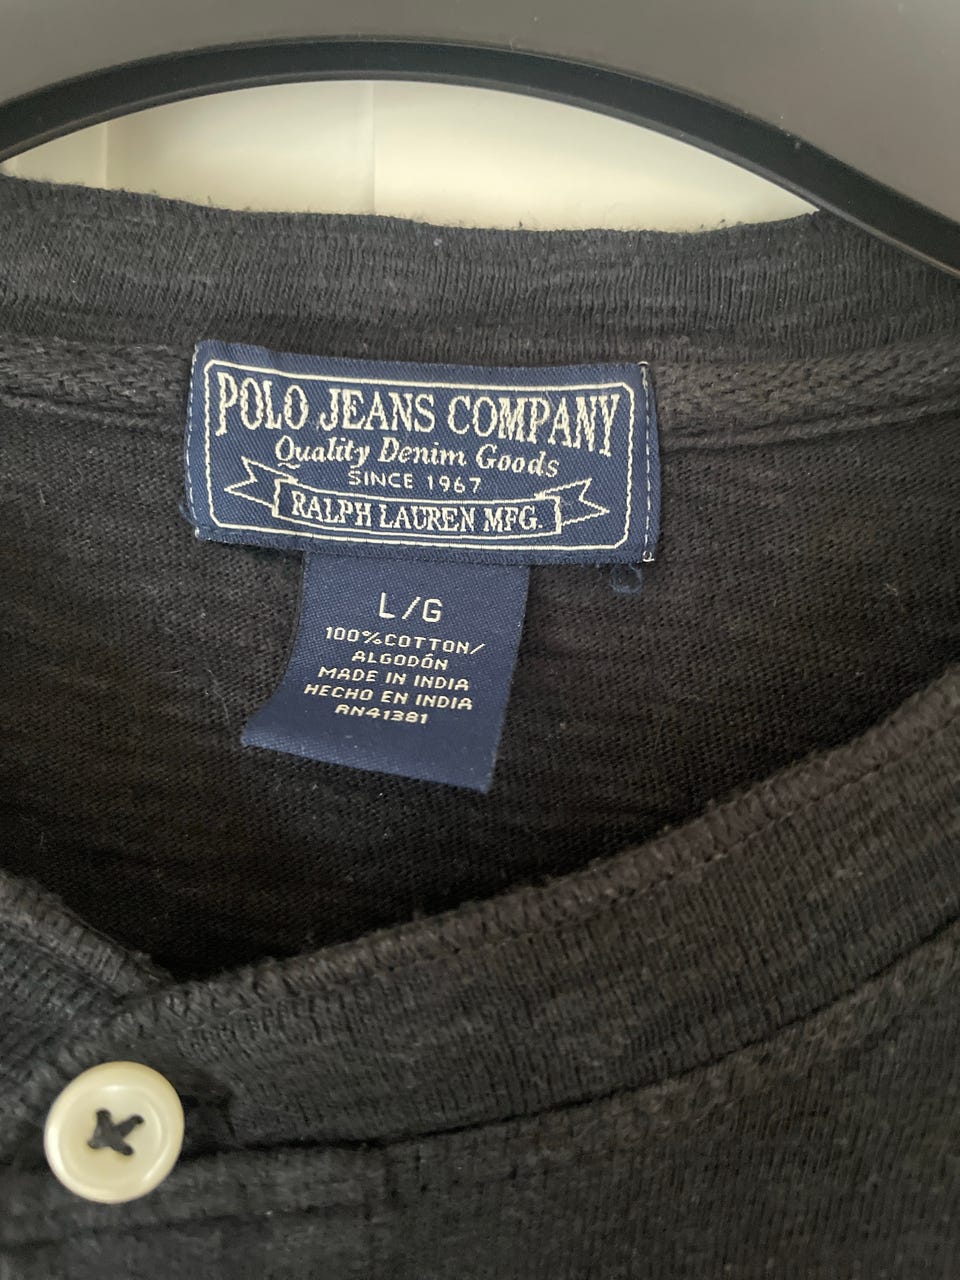 POLO JEANS COMPANY
Quality Denim Goods
SINCE 1967
RALPH LAUREN MFG.
L/G
100%COTTON/
ALGODÓN
MADE IN INDIA
HECHO EN INDIA
RN41381